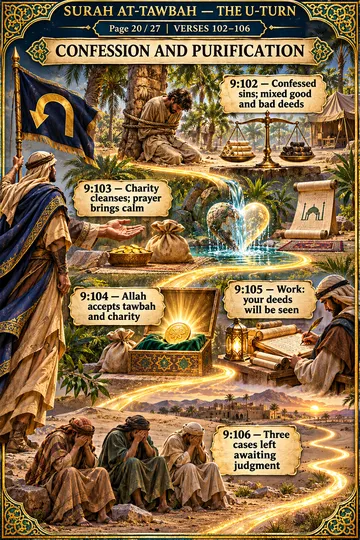 SURAH AT-TAWBAH — THE U-TURN
Page 20 / 27 | VERSES 102–106
CONFESSION AND PURIFICATION
9:102 — Confessed
sins; mixed good
and bad deeds
9:103 — Charity
cleanses; prayer
brings calm
9:104 — Allah
accepts tawbah
and charity
9:105 — Work:
your deeds
will be seen
9:106 — Three
cases left
awaiting
judgment